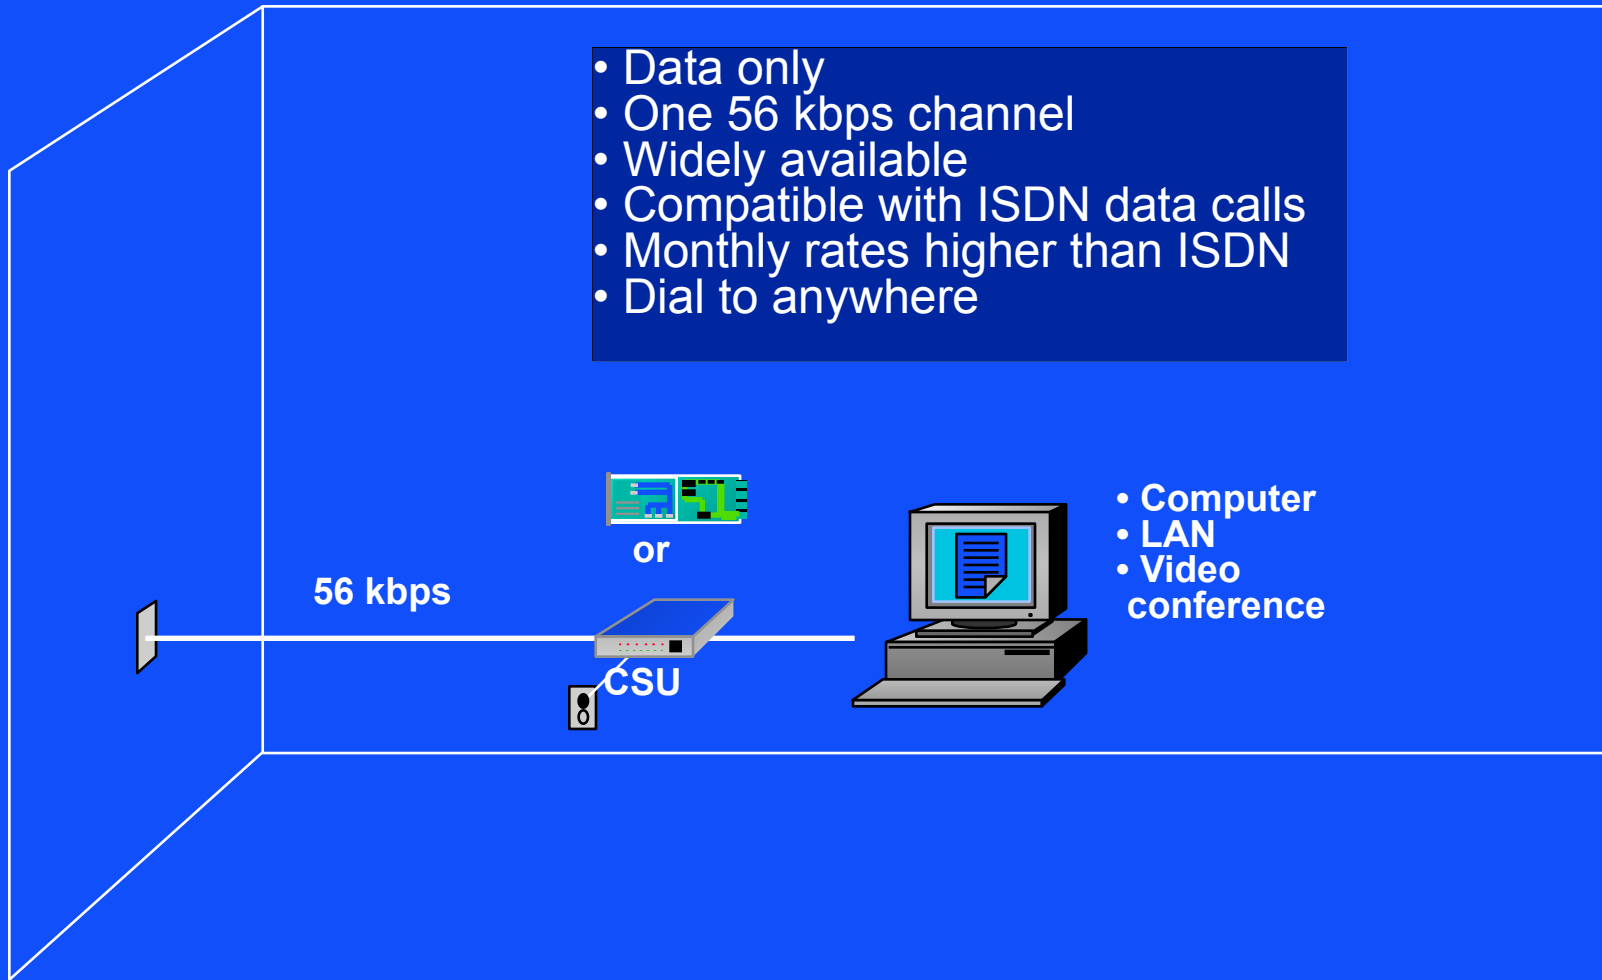 • Data only
• One 56 kbps channel
• Widely available
• Compatible with ISDN data calls
• Monthly rates higher than ISDN
• Dial to anywhere
or
56 kbps
CSU
• Computer
• LAN
• Video
conference